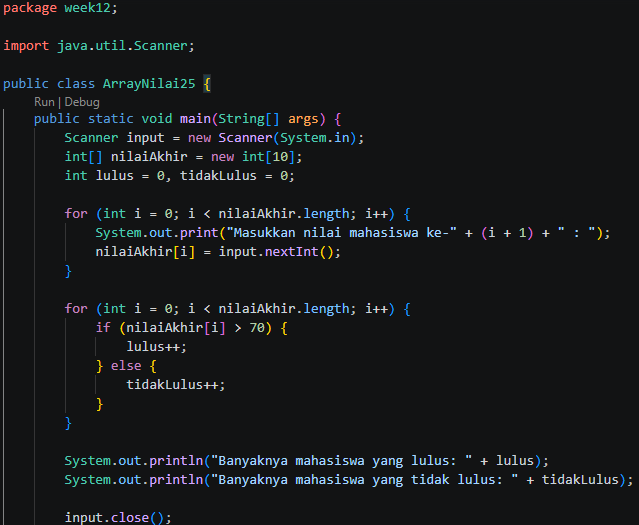 package week12;
import java.util.Scanner;
public class ArrayNilai25 {
Run | Debug
public static void main(String[] args) {
Scanner input = new Scanner(System.in);
int[] nilaiAkhir = new int[10];
int lulus = 0, tidakLulus = 0;
for (int i = 0; i < nilaiAkhir.length; i++) {
System.out.print("Masukkan nilai mahasiswa ke-" + (i + 1) + " : ");
nilaiAkhir[i] = input.nextInt();
}
for (int i = 0; i < nilaiAkhir.length; i++) {
if (nilaiAkhir[i] > 70) {
lulus++;
} else {
tidakLulus++;
}
}
System.out.println("Banyaknya mahasiswa yang lulus: " + lulus);
System.out.println("Banyaknya mahasiswa yang tidak lulus: " + tidakLulus);
input.close();